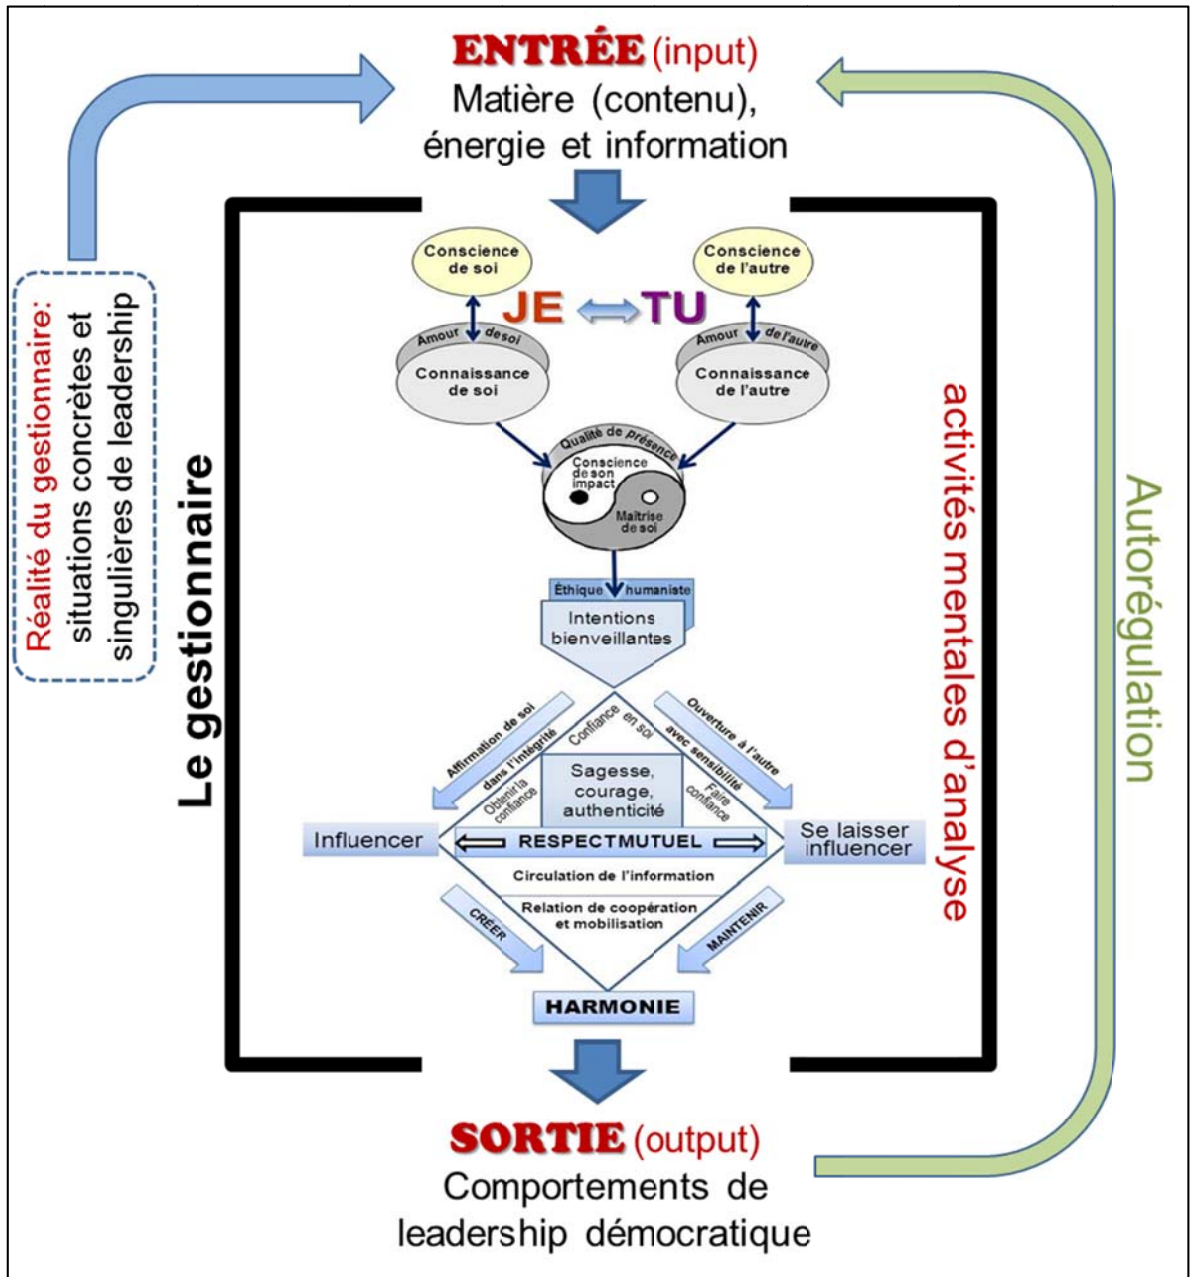 ENTRÉE (input)
Matière (contenu),
énergie et information
Réalité du gestionnaire:
situations concrètes et
singulières de leadership
Le gestionnaire
Conscience
de soi
Conscience
de l'autre
JE TU
Amour de soi
Connaissance
de soi
Amour de l'autre
Connaissance
de l'autre
Qualité de présence
Conscience
de son
impact
Maîtrise
de soi
Éthique humaniste
Intentions
bienveillantes
Affirmation de soi
dans l'intégrité
Confiance en soi
Ouverture à l'autre
avec sensibilité
Obtenir la
confiance
Sagesse,
courage,
authenticité
Faire
confiance
Influencer
RESPECT MUTUEL
Se laisser
influencer
Circulation de l'information
Relation de coopération
et mobilisation
CRÉER
MAINTENIR
HARMONIE
activités mentales d'analyse
Autorégulation
SORTIE (output)
Comportements de
leadership démocratique